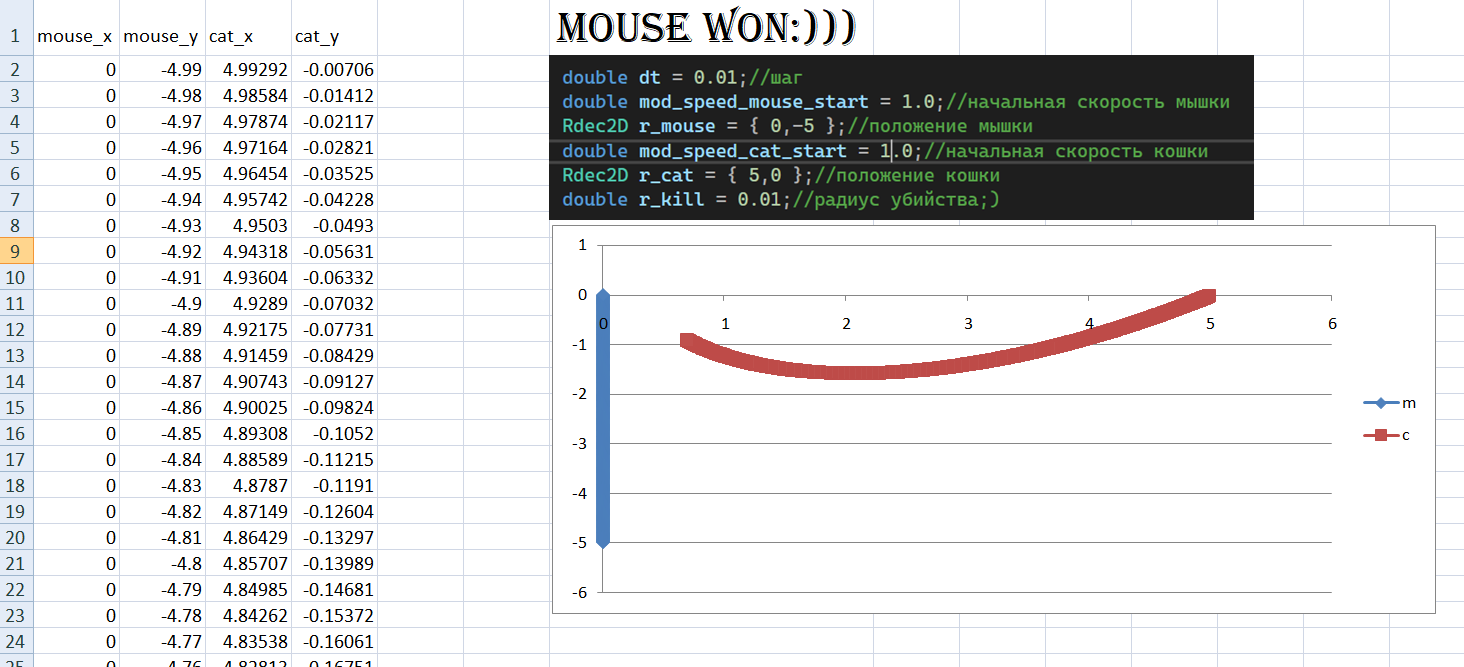 MOUSE WON:)))
1 mouse_x mouse_y cat_x cat_y
2 0 -4.99 4.99292 -0.00706
3 0 -4.98 4.98584 -0.01412
4 0 -4.97 4.97874 -0.02117
5 0 -4.96 4.97164 -0.02821
6 0 -4.95 4.96454 -0.03525
7 0 -4.94 4.95742 -0.04228
8 0 -4.93 4.9503 -0.0493
9 0 -4.92 4.94318 -0.05631
10 0 -4.91 4.93604 -0.06332
11 0 -4.9 4.9289 -0.07032
12 0 -4.89 4.92175 -0.07731
13 0 -4.88 4.91459 -0.08429
14 0 -4.87 4.90743 -0.09127
15 0 -4.86 4.90025 -0.09824
16 0 -4.85 4.89308 -0.1052
17 0 -4.84 4.88589 -0.11215
18 0 -4.83 4.8787 -0.1191
19 0 -4.82 4.87149 -0.12604
20 0 -4.81 4.86429 -0.13297
21 0 -4.8 4.85707 -0.13989
22 0 -4.79 4.84985 -0.14681
23 0 -4.78 4.84262 -0.15372
24 0 -4.77 4.83538 -0.16061
25 0 -4.76 4.82813 -0.16751
double dt = 0.01;//шаг
double mod_speed_mouse_start = 1.0;//начальная скорость мышки
Rdec2D r_mouse = { 0,-5 };//положение мышки
double mod_speed_cat_start = 1.0;//начальная скорость кошки
Rdec2D r_cat = { 5,0 };//положение кошки
double r_kill = 0.01;//радиус убийства;)
1
0
0 1 2 3 4 5 6
-1
-2
-3
-4
-5
-6
m
c